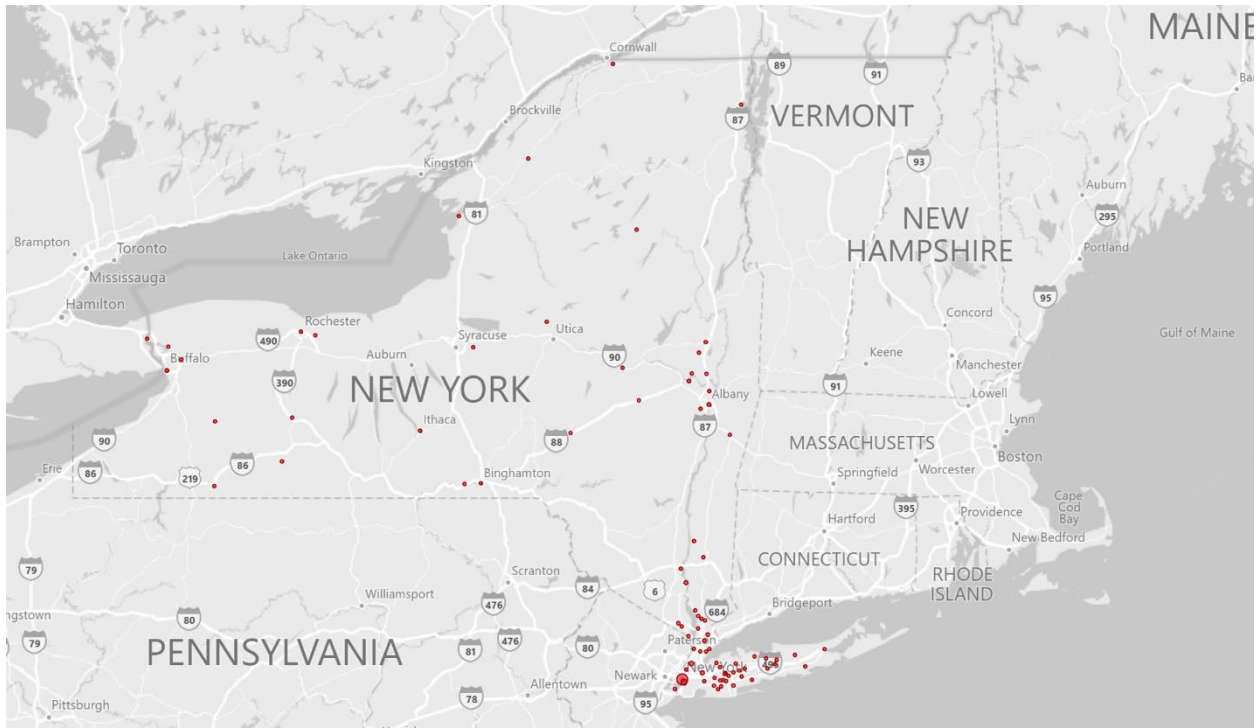 MAINE
Cornwall
89
91
Brockville
87
VERMONT
Kingston
93
81
Auburn
295
Brampton
Toronto
NEW
HAMPSHIRE
Lake Ontario
Portland
Mississauga
Hamilton
95
Rochester
Concord
Utica
Syracuse
490
Gulf of Maine
Buffalo
Auburn
90
Keene
Manchester
390
NEW YORK
91
Albany
Lowell
Ithaca
Lynn
90
88
87
MASSACHUSETTS
Boston
Erie
86
219
86
Binghamton
Springfield
Worcester
Cape
Cod
Bay
395
Providence
Hartford
New Bedford
CONNECTICUT
79
Scranton
RHODE
ISLAND
84
6
Williamsport
476
684
Bridgeport
ngstown
80
79
476
81
80
Paterson
PENNSYLVANIA
Newark
New York
495
78
Allentown
95
Pittsburgh